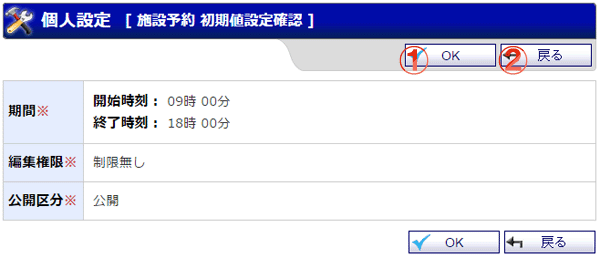 個人設定 [ 施設予約 初期値設定確認 ]
① OK ② 戻る
期間※ 開始時刻： 09時 00分
終了時刻： 18時 00分
編集権限※ 制限無し
公開区分※ 公開
OK 戻る